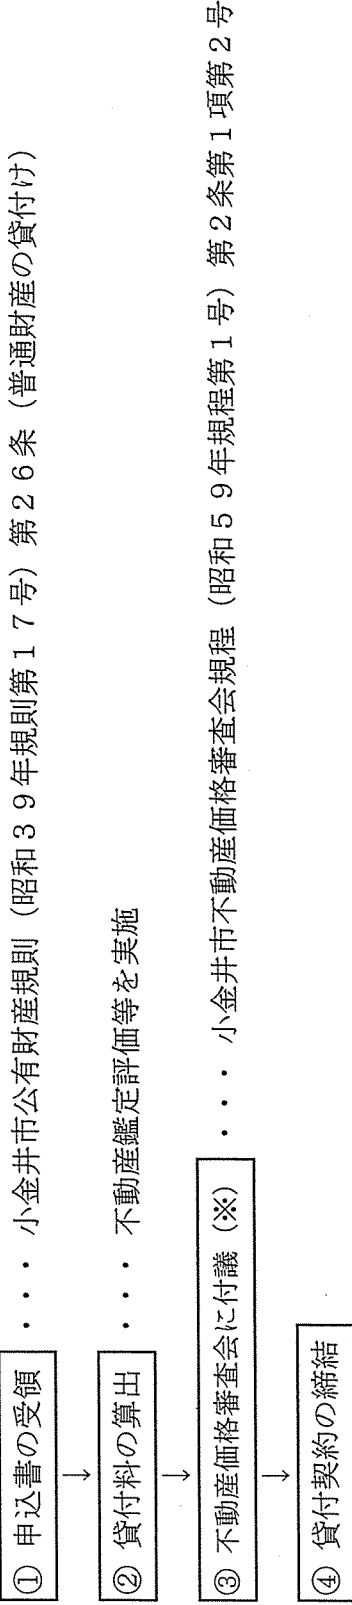 ① 申込書の受領 ・・・ 小金井市公有財産規則（昭和３９年規則第１７号）第２６条（普通財産の貸付け）
↓
② 貸付料の算出 ・・・ 不動産鑑定評価等を実施
↓
③ 不動産価格審査会に付議（※） ・・・ 小金井市不動産価格審査会規程（昭和５９年規程第１号）第２条第１項第２号
↓
④ 貸付契約の締結